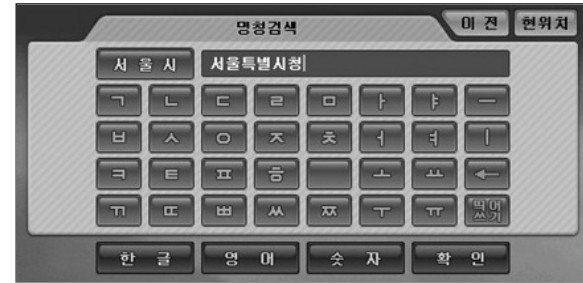 명칭검색 이 전 현위치
서 울 시 서울특별시청
ㄱ ㄴ ㄷ ㄹ ㅁ ㅏ ㅑ ㅡ
ㅂ ㅅ ㅇ ㅈ ㅊ ㅓ ㅕ ㅣ
ㅋ ㅌ ㅍ ㅎ ㅗ ㅛ ←
ㄲ ㄸ ㅃ ㅆ ㅉ ㅜ ㅠ 띄어쓰기
한 글 영 어 숫 자 확 인